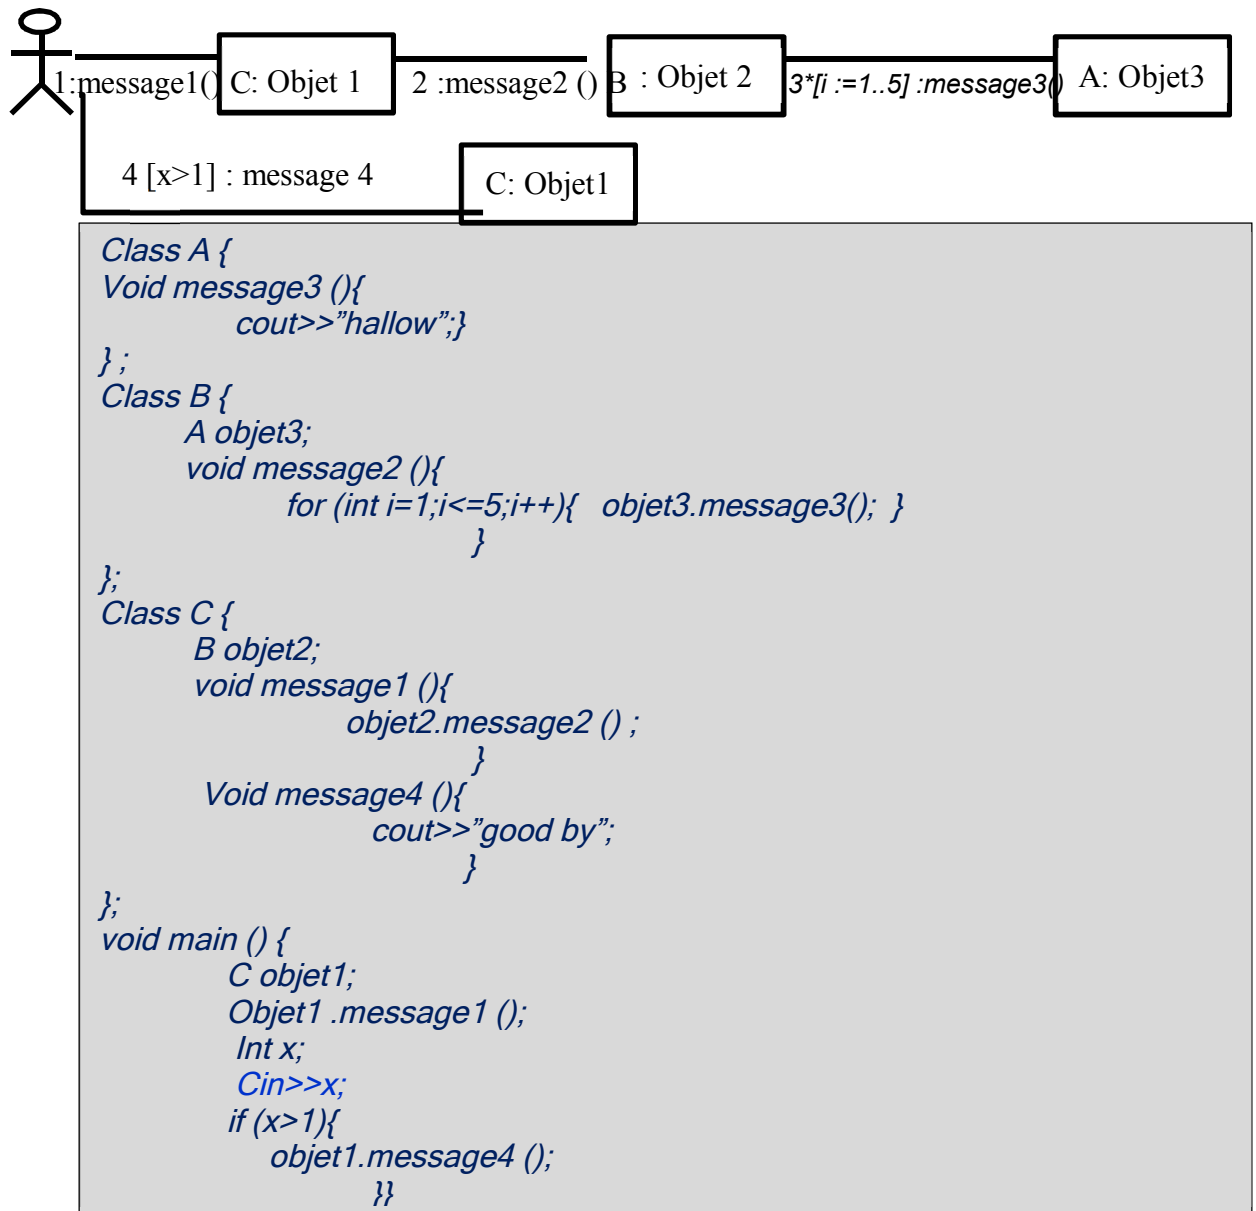 1:message1() C: Objet 1 2 :message2 () B : Objet 2 3*[i :=1..5] :message3() A: Objet3
4 [x>1] : message 4 C: Objet1
Class A {
Void message3 (){
cout>>”hallow”;}
} ;
Class B {
A objet3;
void message2 (){
for (int i=1;i<=5;i++){ objet3.message3(); }
}
};
Class C {
B objet2;
void message1 (){
objet2.message2 () ;
}
Void message4 (){
cout>>”good by”;
}
};
void main () {
C objet1;
Objet1 .message1 ();
Int x;
Cin>>x;
if (x>1){
objet1.message4 ();
}}